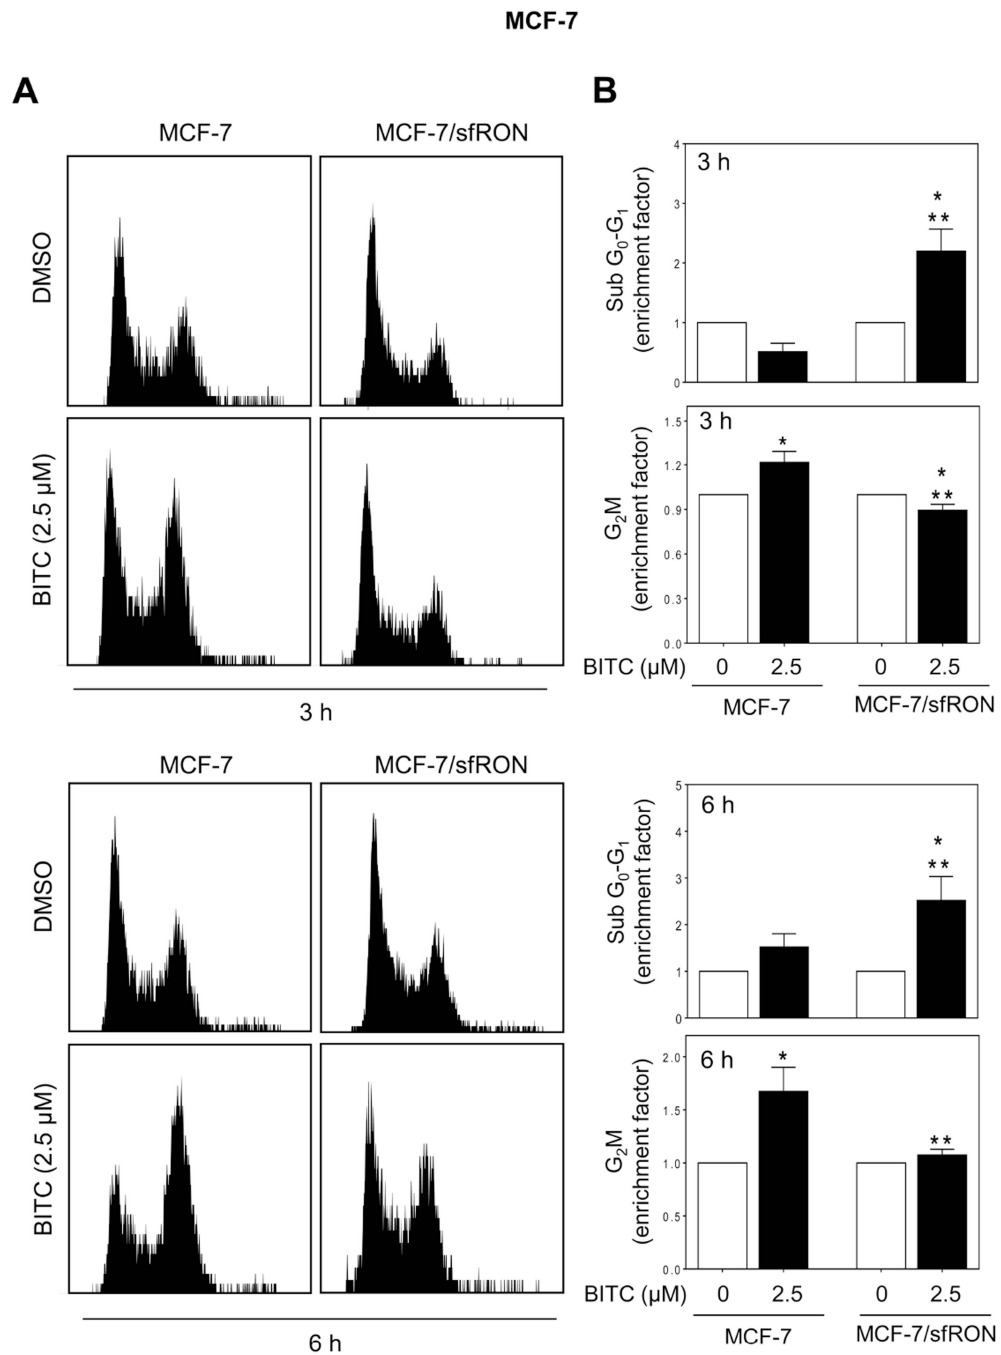 MCF-7
A
MCF-7
MCF-7/sfRON
DMSO
BITC (2.5 µM)
3 h
MCF-7
MCF-7/sfRON
DMSO
BITC (2.5 µM)
6 h
B
Sub G₀-G₁
(enrichment factor)
4
3
2
1
0
3 h
*
**
G₂M
(enrichment factor)
1.5
1.2
0.9
0.6
0.3
0.0
3 h
*
*
**
BITC (µM) 0 2.5 0 2.5
MCF-7 MCF-7/sfRON
Sub G₀-G₁
(enrichment factor)
5
4
3
2
1
0
6 h
*
**
G₂M
(enrichment factor)
2.0
1.5
1.0
0.5
0.0
6 h
*
**
BITC (µM) 0 2.5 0 2.5
MCF-7 MCF-7/sfRON